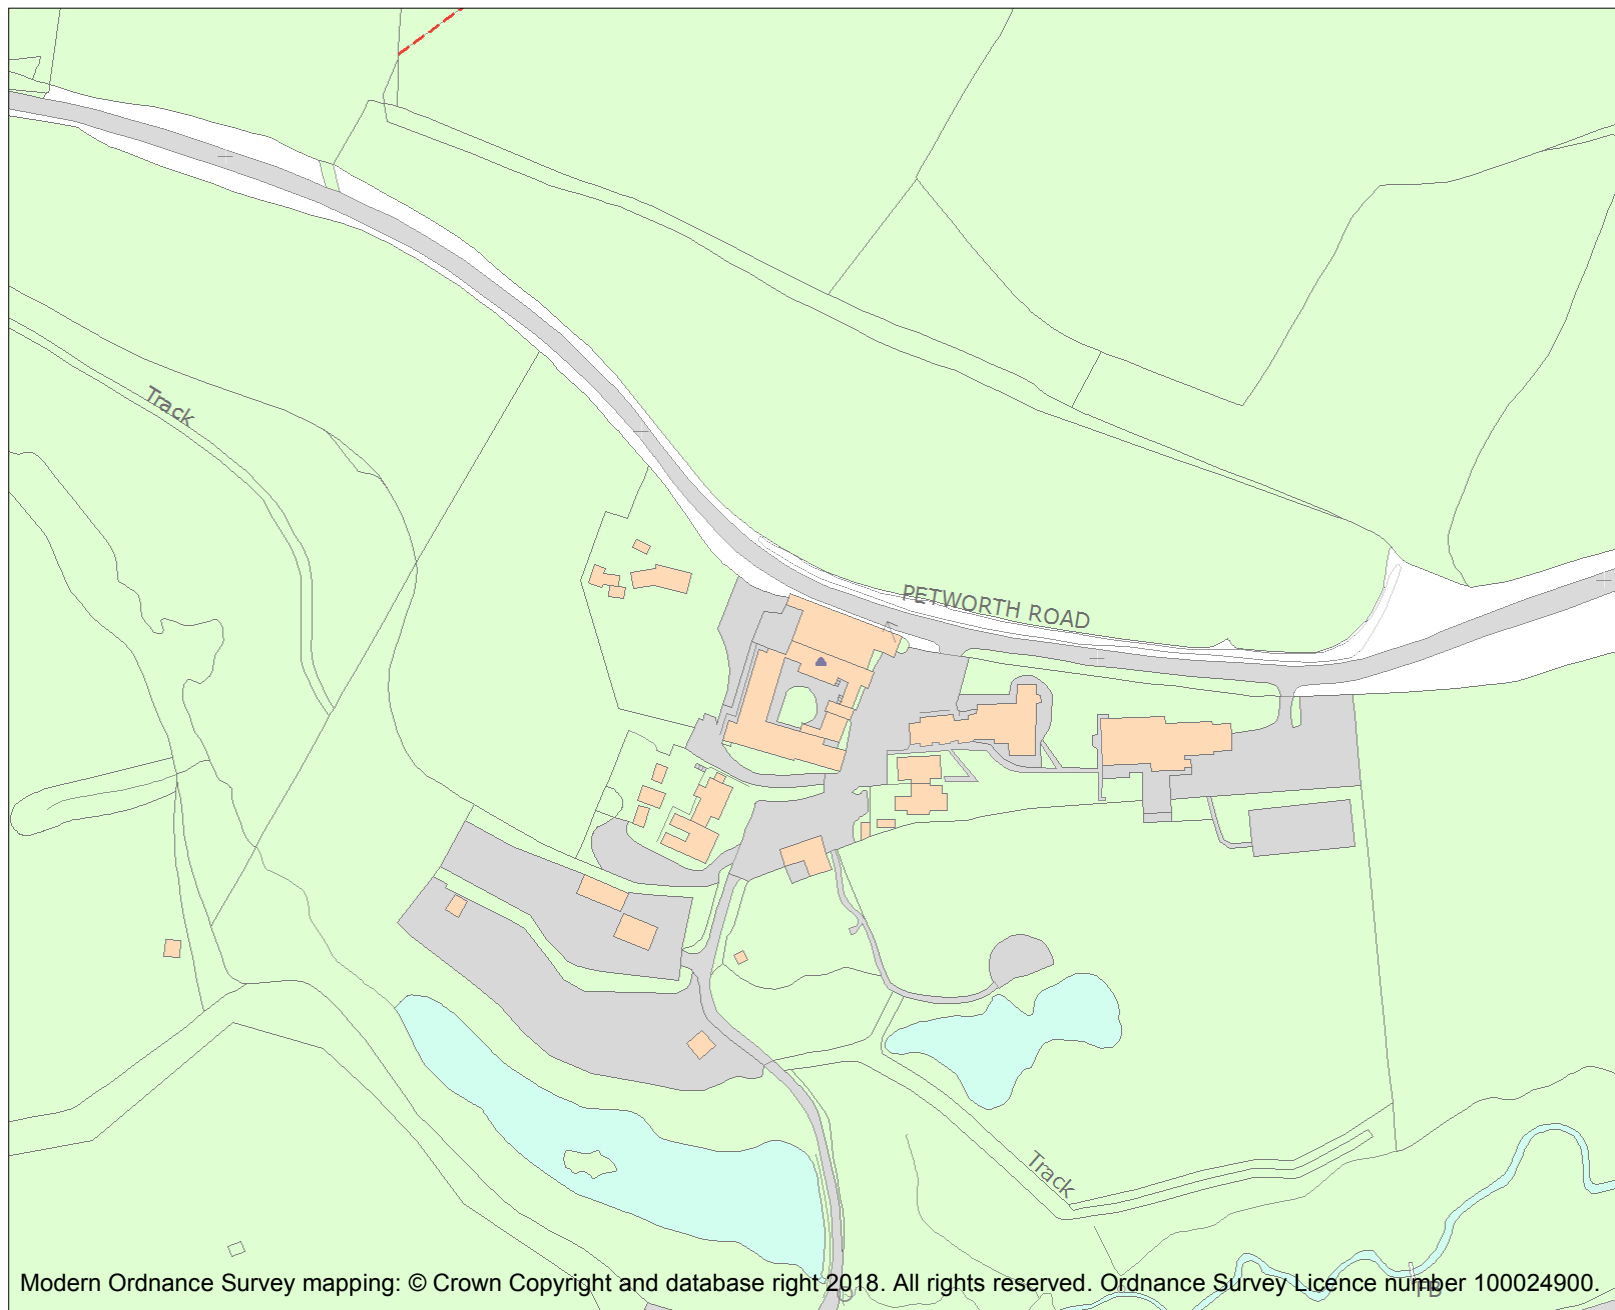 Track
PETWORTH ROAD
Track
Modern Ordnance Survey mapping: © Crown Copyright and database right 2018. All rights reserved. Ordnance Survey Licence number 100024900.
FB